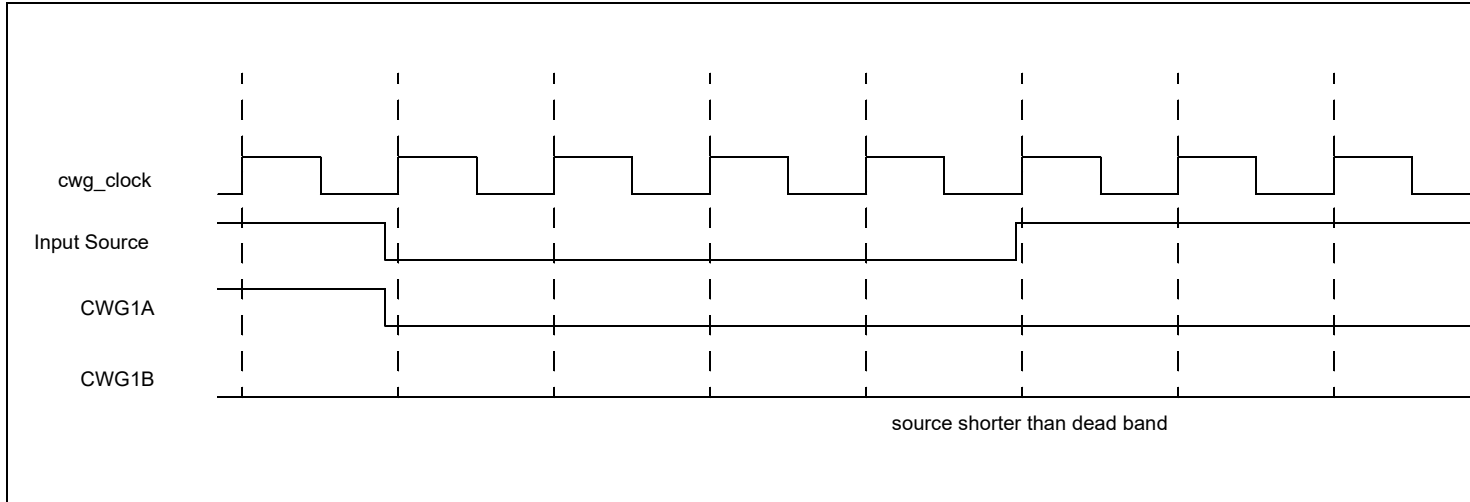 cwg_clock
Input Source
CWG1A
CWG1B
source shorter than dead band